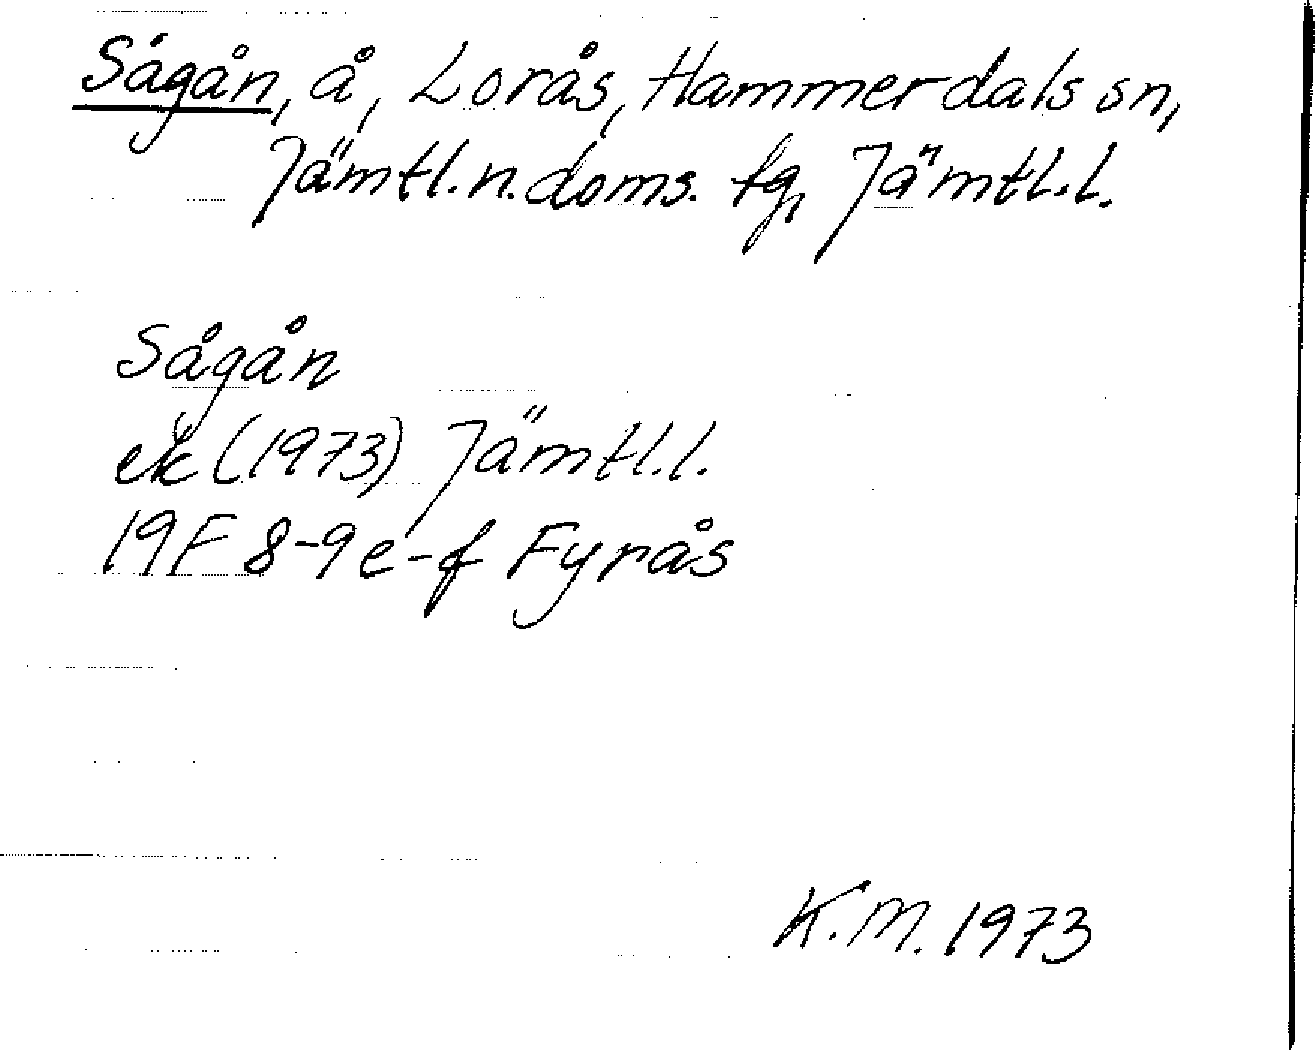 Sågån, å, Lorås, Hammerdals sn,
Jämtl.n.doms. tg, Jämtl.l.
Sågån
ek (1973) Jämtl.l.
19F 8-9e-f Fyrås
K.M. 1973